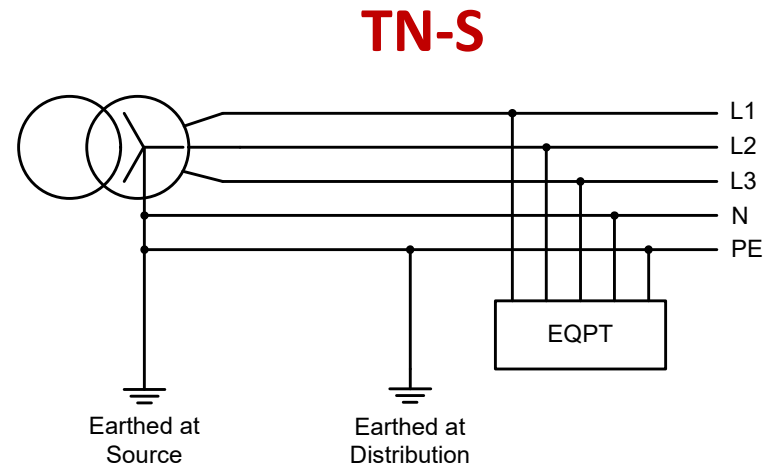 TN-S
L1
L2
L3
N
PE
EQPT
Earthed at
Source
Earthed at
Distribution